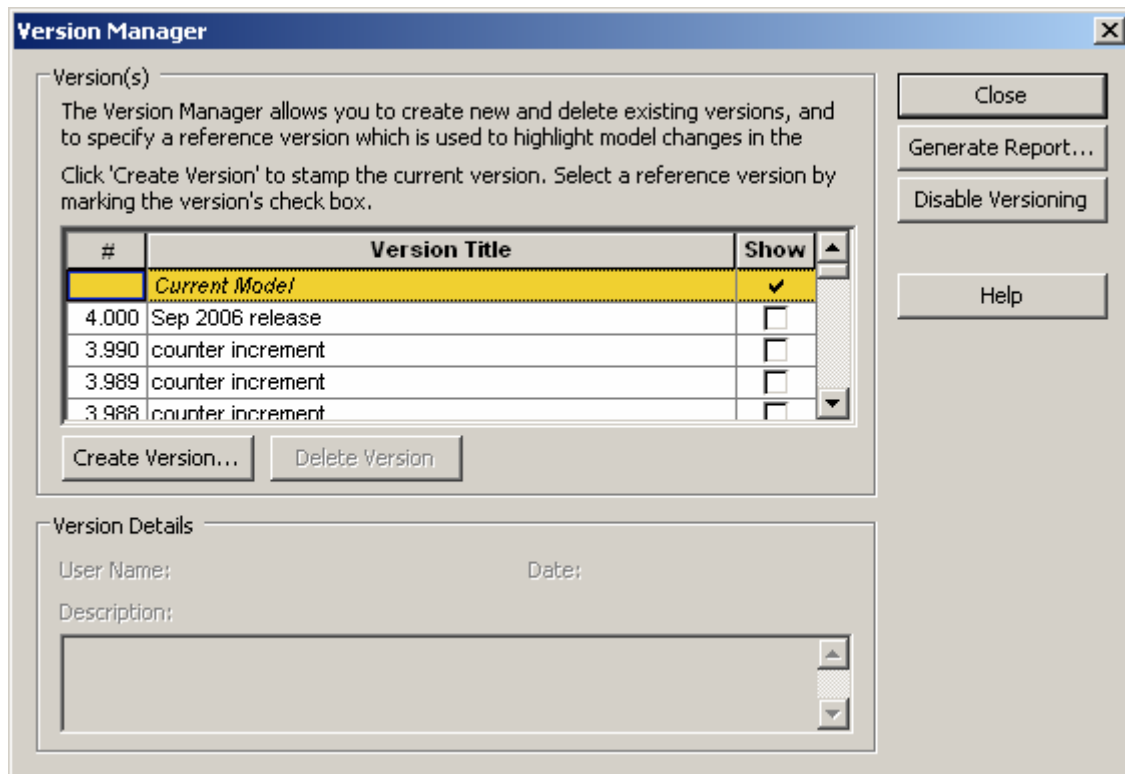 Version Manager
Version(s)
The Version Manager allows you to create new and delete existing versions, and
to specify a reference version which is used to highlight model changes in the
Click 'Create Version' to stamp the current version. Select a reference version by
marking the version's check box.
# Version Title Show
Current Model
4.000 Sep 2006 release
3.990 counter increment
3.989 counter increment
3.988 counter increment
Create Version... Delete Version
Close
Generate Report...
Disable Versioning
Help
Version Details
User Name: Date:
Description: